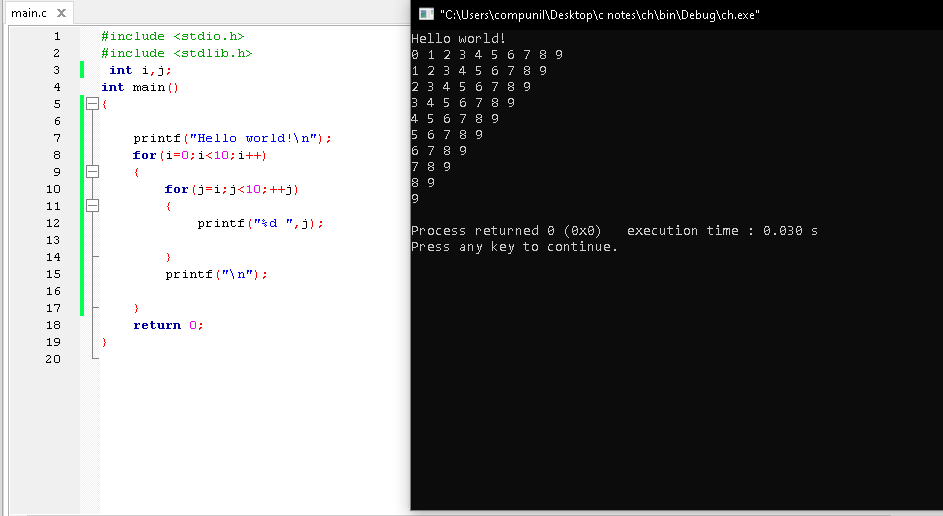 main.c X
1 #include <stdio.h>
2 #include <stdlib.h>
3 int i,j;
4 int main()
5 {
6
7 printf("Hello world!\n");
8 for(i=0;i<10;i++)
9 {
10 for(j=i;j<10;++j)
11 {
12 printf("%d ",j);
13
14 }
15 printf("\n");
16
17 }
18 return 0;
19 }
20
"C:\Users\compunil\Desktop\c notes\ch\bin\Debug\ch.exe"
Hello world!
0 1 2 3 4 5 6 7 8 9
1 2 3 4 5 6 7 8 9
2 3 4 5 6 7 8 9
3 4 5 6 7 8 9
4 5 6 7 8 9
5 6 7 8 9
6 7 8 9
7 8 9
8 9
9
Process returned 0 (0x0)   execution time : 0.030 s
Press any key to continue.